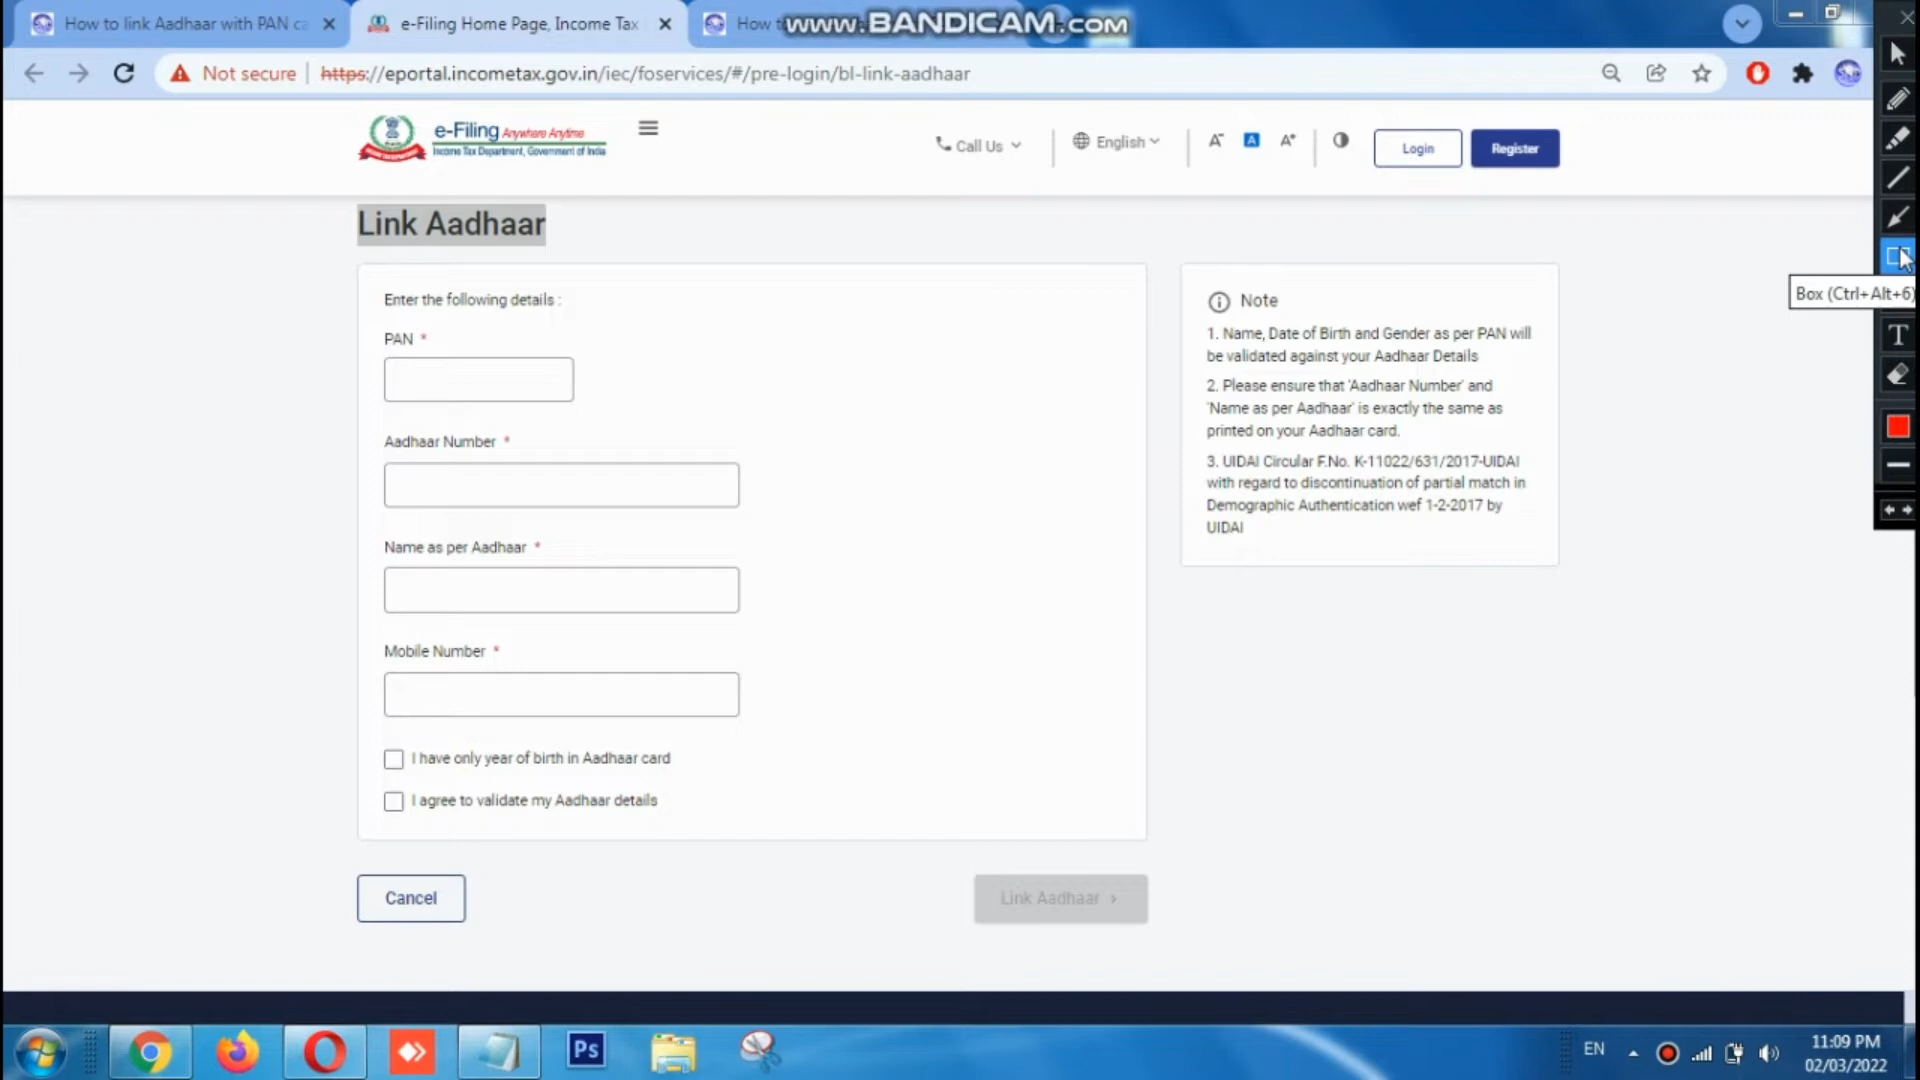 How to link Aadhaar with PAN ca
e-Filing Home Page, Income Tax
How to
www.BANDICAM.com
Not secure
https://eportal.incometax.gov.in/iec/foservices/#/pre-login/bl-link-aadhaar
e-Filing Anywhere Anytime
Income Tax Department, Government of India
Call Us
English
A-
A
A+
Login
Register
Link Aadhaar
Box (Ctrl+Alt+6)
T
Enter the following details :
PAN *
Aadhaar Number *
Name as per Aadhaar *
Mobile Number *
I have only year of birth in Aadhaar card
I agree to validate my Aadhaar details
Note
1. Name, Date of Birth and Gender as per PAN will
be validated against your Aadhaar Details
2. Please ensure that 'Aadhaar Number' and
'Name as per Aadhaar' is exactly the same as
printed on your Aadhaar card.
3. UIDAI Circular F.No. K-11022/631/2017-UIDAI
with regard to discontinuation of partial match in
Demographic Authentication wef 1-2-2017 by
UIDAI
Cancel
Link Aadhaar >
Ps
EN
11:09 PM
02/03/2022